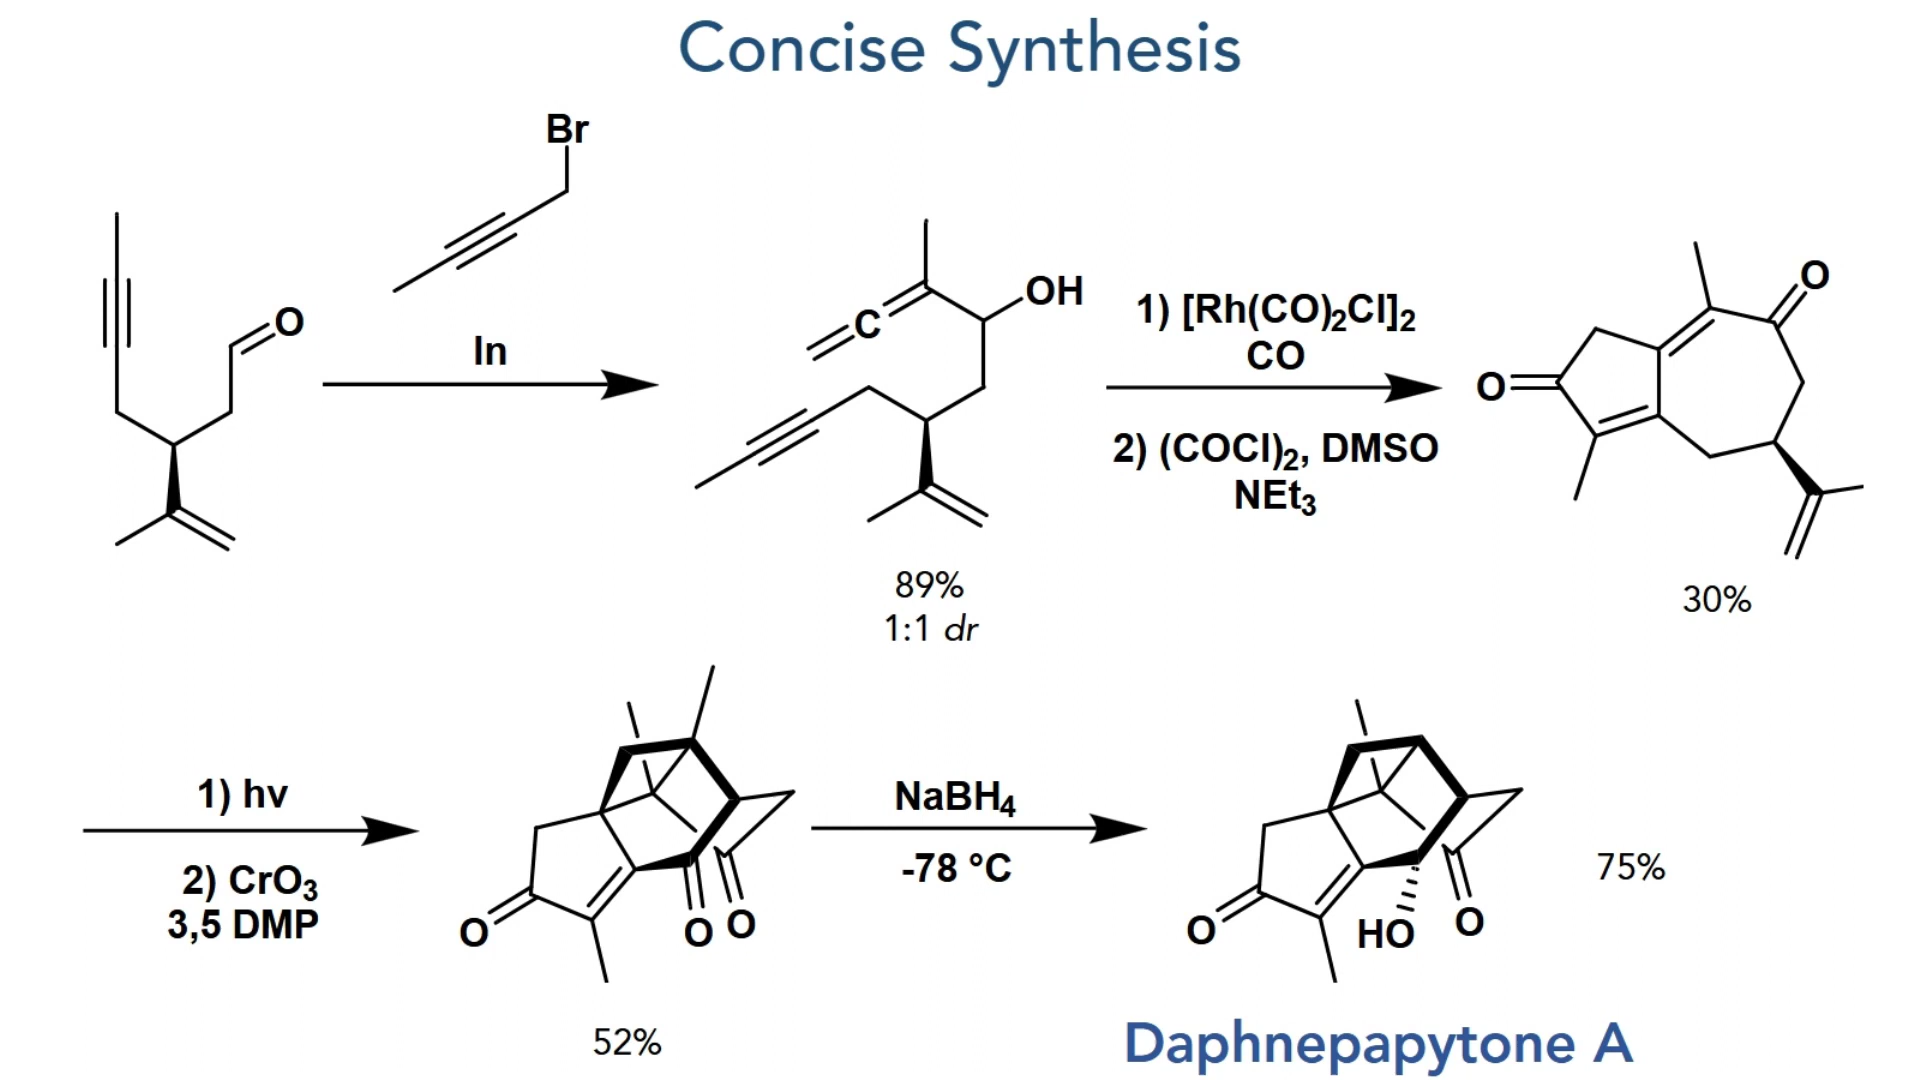 Concise Synthesis
Br
O
In
C
OH
1) [Rh(CO)2Cl]2
CO
2) (COCl)2, DMSO
NEt3
O
O
89%
1:1 dr
30%
1) hv
2) CrO3
3,5 DMP
O
O
O
52%
NaBH4
-78 °C
O
HO
O
75%
Daphnepapytone A